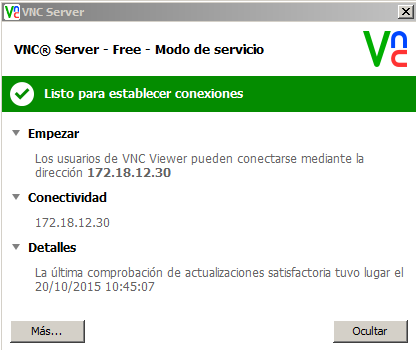 VNC Server
VNC® Server - Free - Modo de servicio
Vnc
Listo para establecer conexiones
Empezar
Los usuarios de VNC Viewer pueden conectarse mediante la
dirección 172.18.12.30
Conectividad
172.18.12.30
Detalles
La última comprobación de actualizaciones satisfactoria tuvo lugar el
20/10/2015 10:45:07
Más...
Ocultar